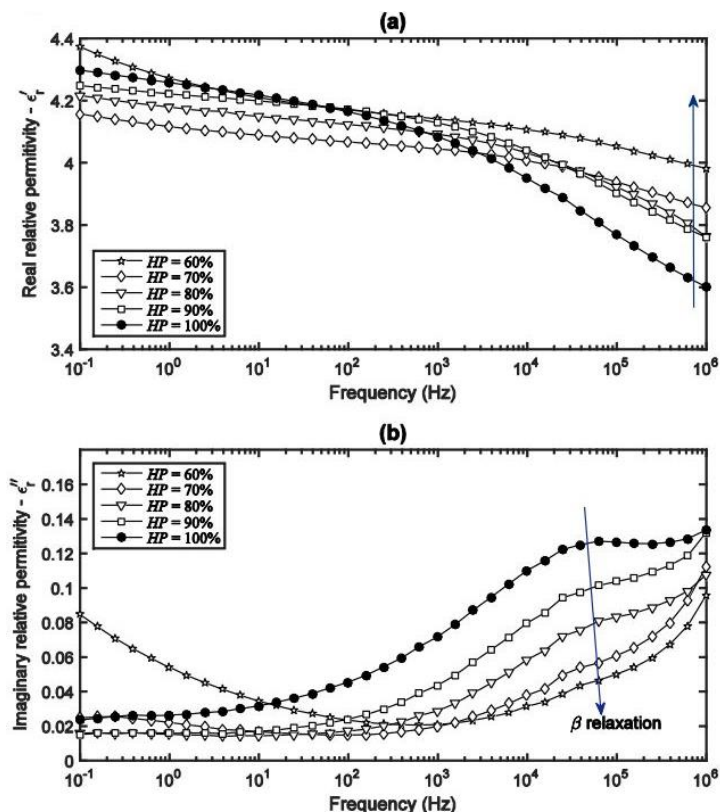 (a)
4.4
4.2
4
3.8
3.6
3.4
Real relative permitivity - ϵ′r
HP = 60%
HP = 70%
HP = 80%
HP = 90%
HP = 100%
10⁻¹ 10⁰ 10¹ 10² 10³ 10⁴ 10⁵ 10⁶
Frequency (Hz)
(b)
0.16
0.14
0.12
0.1
0.08
0.06
0.04
0.02
0
Imaginary relative permitivity - ϵ″r
HP = 60%
HP = 70%
HP = 80%
HP = 90%
HP = 100%
β relaxation
10⁻¹ 10⁰ 10¹ 10² 10³ 10⁴ 10⁵ 10⁶
Frequency (Hz)